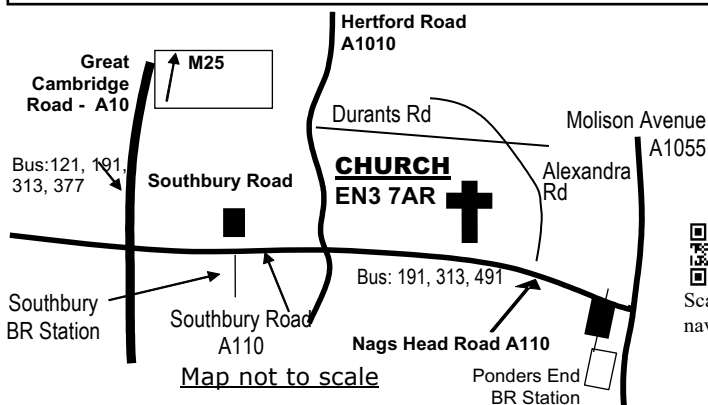 Hertford Road
A1010
Great
Cambridge
Road - A10
M25
Durants Rd
Molison Avenue
A1055
Bus:121, 191,
313, 377
Southbury Road
CHURCH
EN3 7AR
Alexandra
Rd
Bus: 191, 313, 491
Southbury
BR Station
Southbury Road
A110
Nags Head Road A110
Map not to scale
Ponders End
BR Station